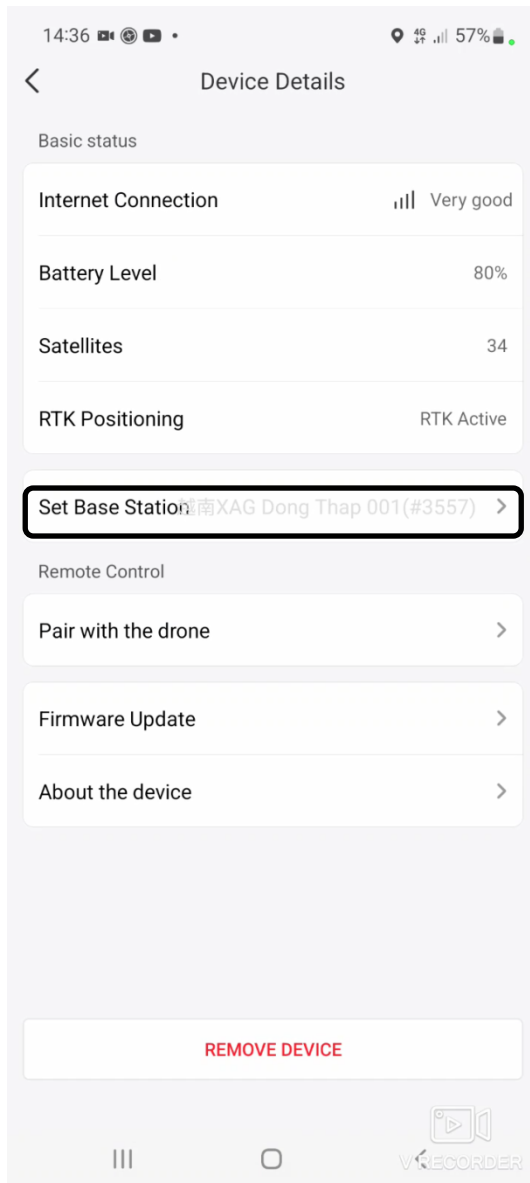 14:36 4G 57%
Device Details
Basic status
Internet Connection Very good
Battery Level 80%
Satellites 34
RTK Positioning RTK Active
Set Base Station 越南XAG Dong Thap 001(#3557)
Remote Control
Pair with the drone
Firmware Update
About the device
REMOVE DEVICE
V RECORDER